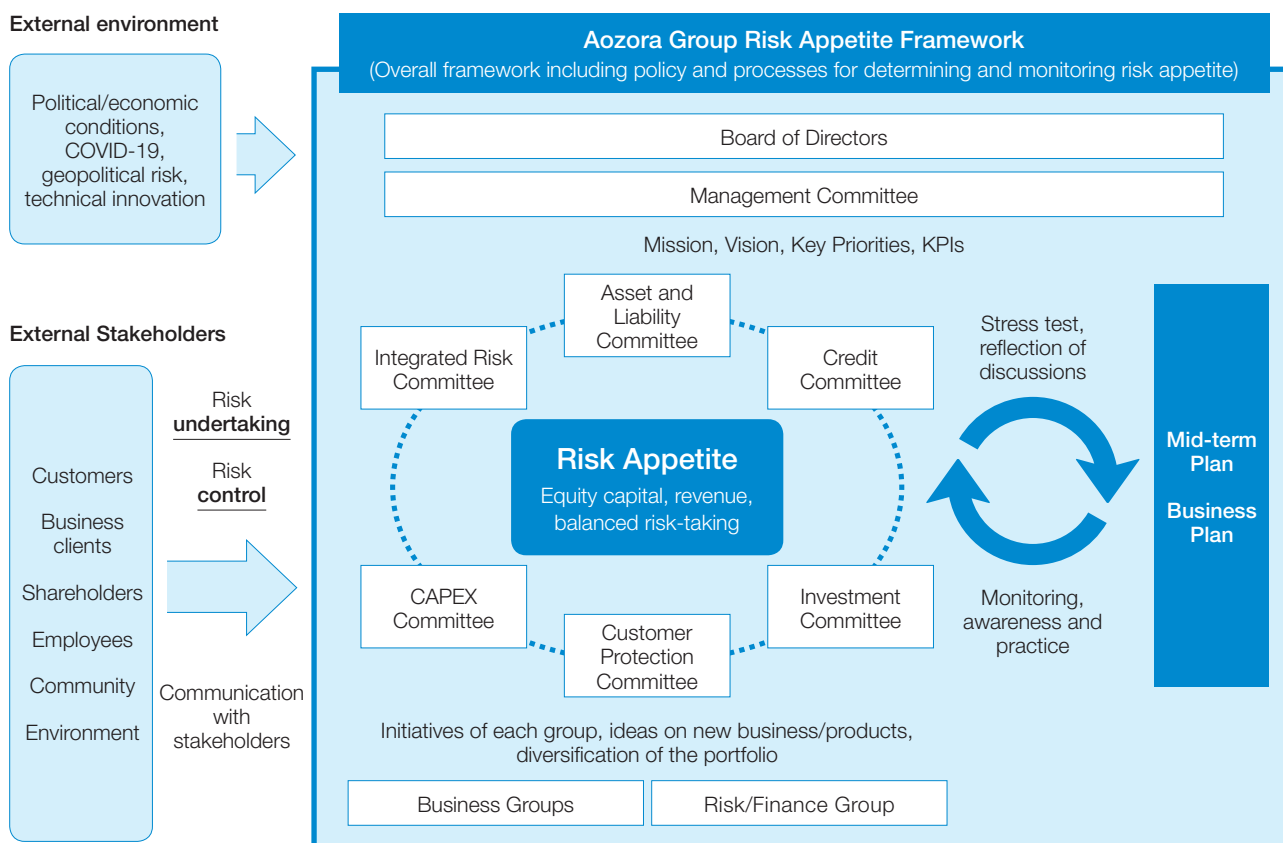 External environment
Political/economic
conditions,
COVID-19,
geopolitical risk,
technical innovation
External Stakeholders
Customers
Business
clients
Shareholders
Employees
Community
Environment
Risk
undertaking
Risk
control
Communication
with
stakeholders
Aozora Group Risk Appetite Framework
(Overall framework including policy and processes for determining and monitoring risk appetite)
Board of Directors
Management Committee
Mission, Vision, Key Priorities, KPIs
Asset and
Liability
Committee
Integrated Risk
Committee
Credit
Committee
Risk Appetite
Equity capital, revenue,
balanced risk-taking
CAPEX
Committee
Customer
Protection
Committee
Investment
Committee
Stress test,
reflection of
discussions
Monitoring,
awareness and
practice
Mid-term
Plan
Business
Plan
Initiatives of each group, ideas on new business/products,
diversification of the portfolio
Business Groups
Risk/Finance Group